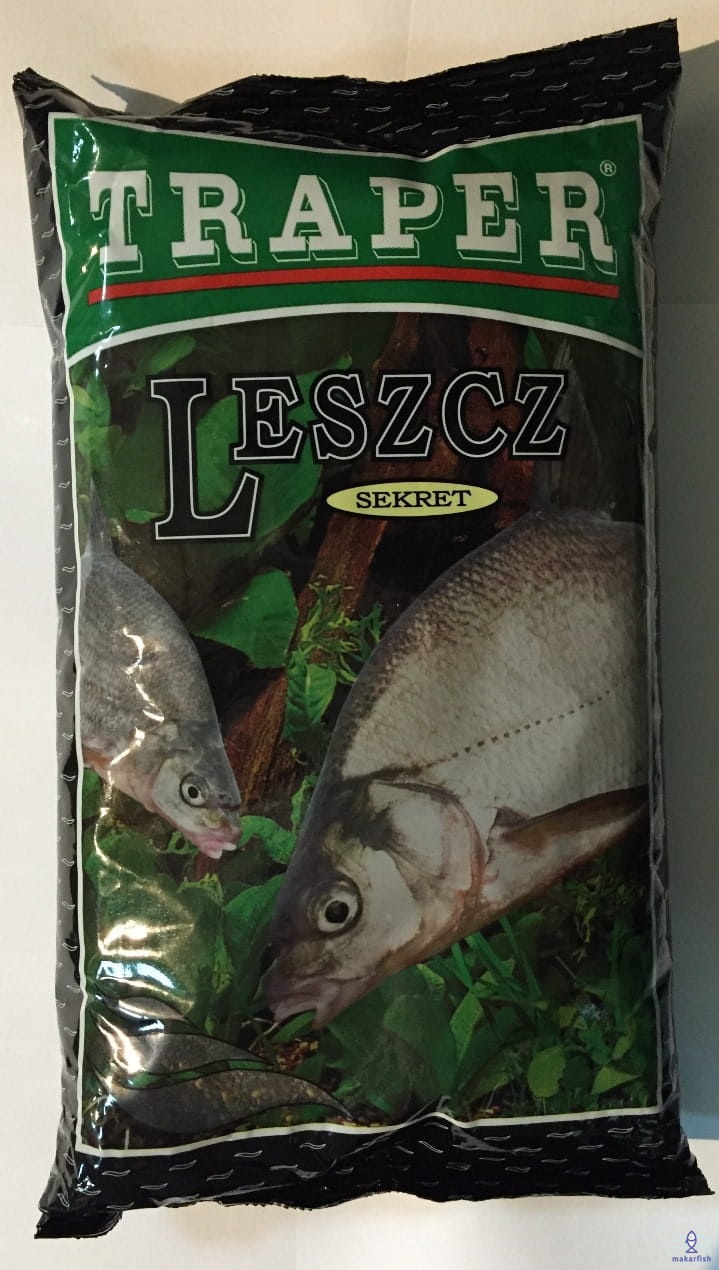 TRAPER®
LESZCZ
SEKRET
makarfish